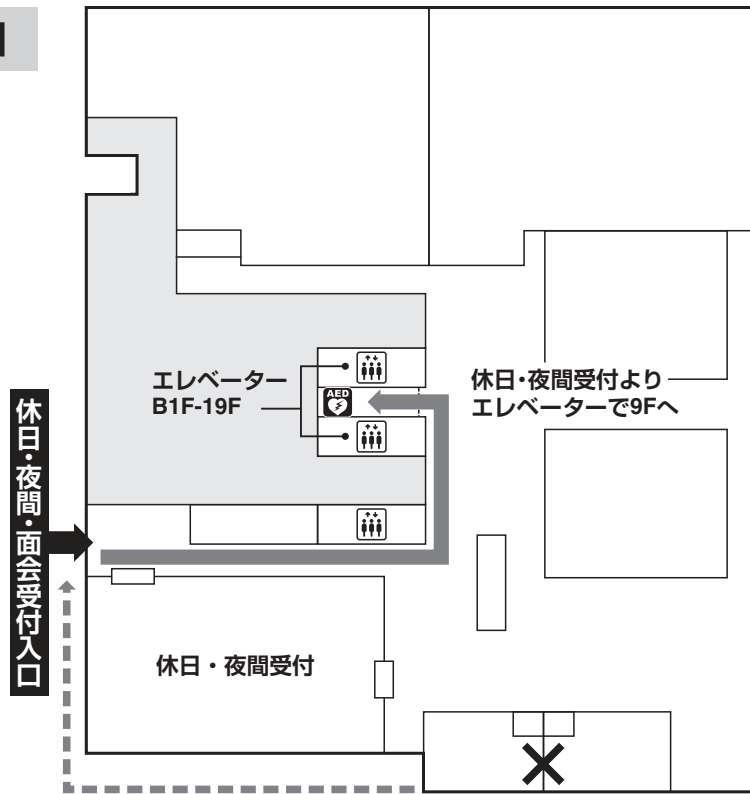 エレベーター
B1F-19F
AED
休日・夜間受付より
エレベーターで9Fへ
休日・夜間・面会受付入口
休日・夜間受付